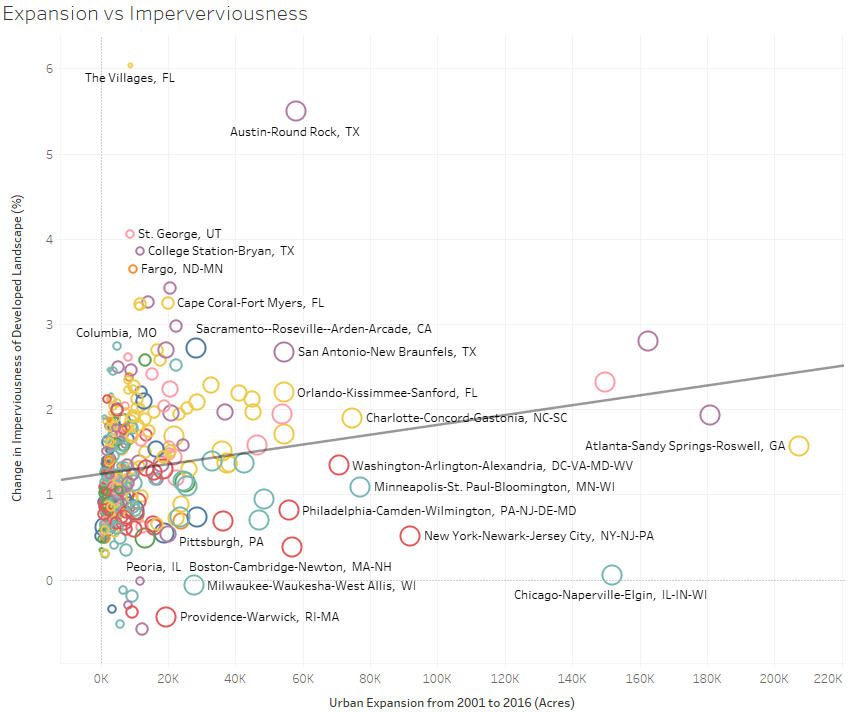 Expansion vs Imperverviousness
6
The Villages, FL
Austin-Round Rock, TX
5
4
St. George, UT
College Station-Bryan, TX
Fargo, ND-MN
Cape Coral-Fort Myers, FL
3
Columbia, MO
Sacramento--Roseville--Arden-Arcade, CA
San Antonio-New Braunfels, TX
Orlando-Kissimmee-Sanford, FL
2
Charlotte-Concord-Gastonia, NC-SC
Atlanta-Sandy Springs-Roswell, GA
Washington-Arlington-Alexandria, DC-VA-MD-WV
Minneapolis-St. Paul-Bloomington, MN-WI
1
Philadelphia-Camden-Wilmington, PA-NJ-DE-MD
New York-Newark-Jersey City, NY-NJ-PA
Pittsburgh, PA
Peoria, IL Boston-Cambridge-Newton, MA-NH
0
Milwaukee-Waukesha-West Allis, WI
Chicago-Naperville-Elgin, IL-IN-WI
Providence-Warwick, RI-MA
Change in Imperviousness of Developed Landscape (%)
0K 20K 40K 60K 80K 100K 120K 140K 160K 180K 200K 220K
Urban Expansion from 2001 to 2016 (Acres)